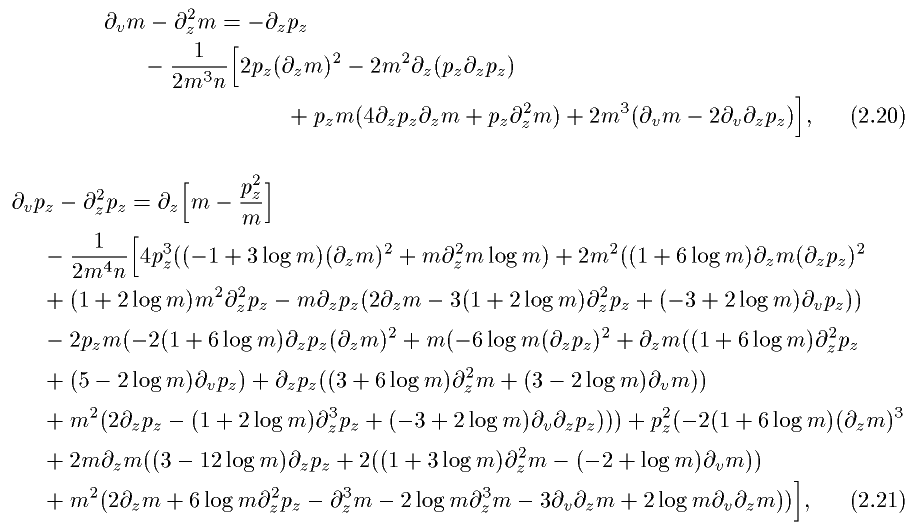 ∂_v m − ∂_z^2 m = −∂_z p_z
− \frac{1}{2m^3 n} [2p_z(∂_z m)^2 − 2m^2 ∂_z(p_z ∂_z p_z)
+ p_z m(4∂_z p_z ∂_z m + p_z ∂_z^2 m) + 2m^3(∂_v m − 2∂_v ∂_z p_z)], (2.20)
∂_v p_z − ∂_z^2 p_z = ∂_z [m − \frac{p_z^2}{m}]
− \frac{1}{2m^4 n} [4p_z^3((−1 + 3 log m)(∂_z m)^2 + m∂_z^2 m log m) + 2m^2((1 + 6 log m)∂_z m(∂_z p_z)^2
+ (1 + 2 log m)m^2 ∂_z^2 p_z − m∂_z p_z(2∂_z m − 3(1 + 2 log m)∂_z^2 p_z + (−3 + 2 log m)∂_v p_z))
− 2p_z m(−2(1 + 6 log m)∂_z p_z(∂_z m)^2 + m(−6 log m(∂_z p_z)^2 + ∂_z m((1 + 6 log m)∂_z^2 p_z
+ (5 − 2 log m)∂_v p_z) + ∂_z p_z((3 + 6 log m)∂_z^2 m + (3 − 2 log m)∂_v m))
+ m^2(2∂_z p_z − (1 + 2 log m)∂_z^3 p_z + (−3 + 2 log m)∂_v ∂_z p_z))) + p_z^2(−2(1 + 6 log m)(∂_z m)^3
+ 2m∂_z m((3 − 12 log m)∂_z p_z + 2((1 + 3 log m)∂_z^2 m − (−2 + log m)∂_v m))
+ m^2(2∂_z m + 6 log m∂_z^2 p_z − ∂_z^3 m − 2 log m∂_z^3 m − 3∂_v ∂_z m + 2 log m∂_v ∂_z m))], (2.21)